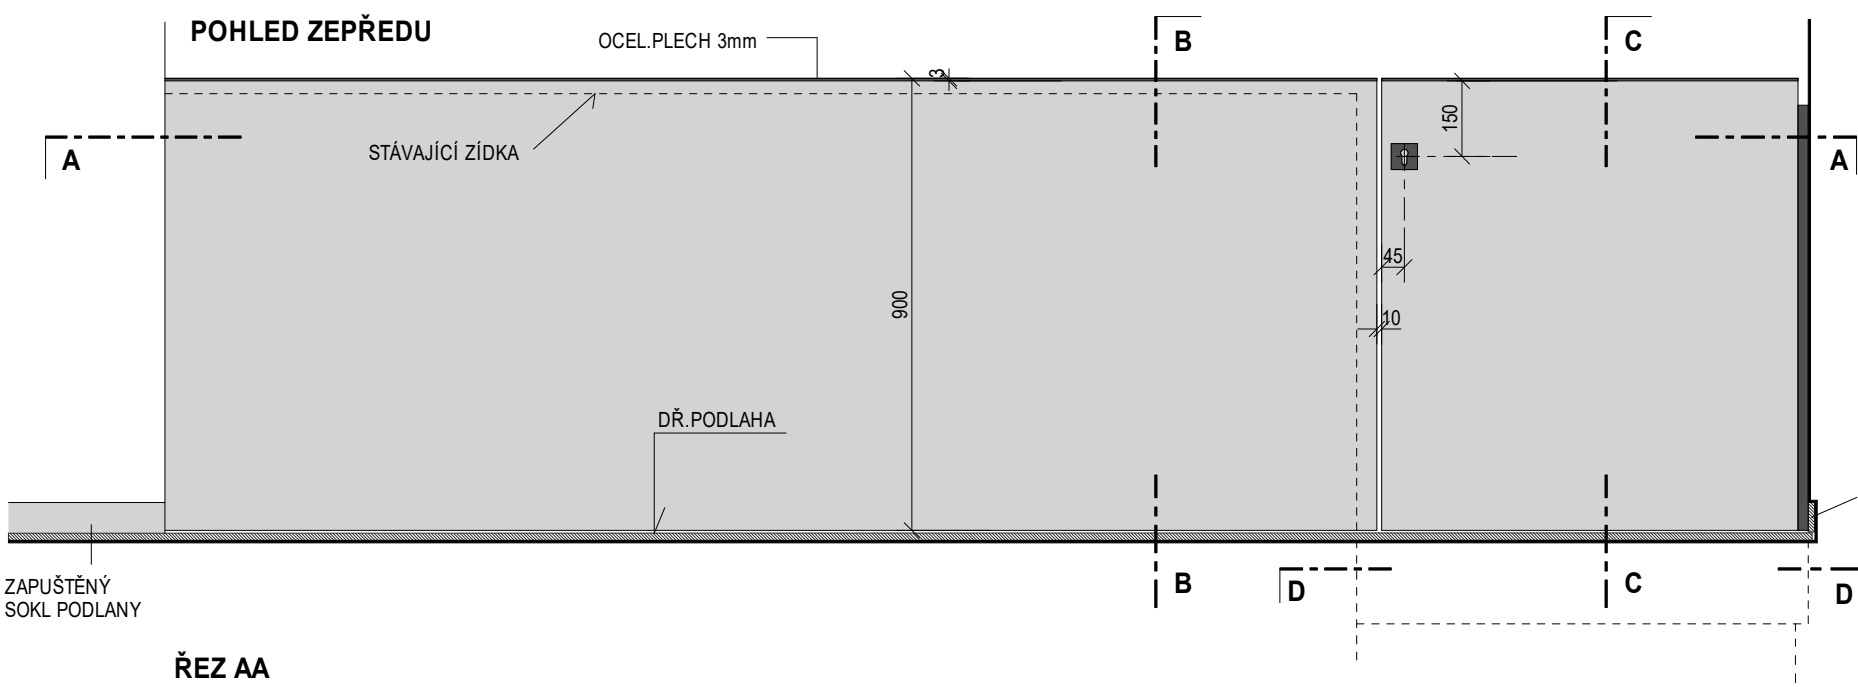 POHLED ZEPŘEDU
OCEL.PLECH 3mm
B
C
3
150
STÁVAJÍCÍ ZÍDKA
A
A
45
900
10
DŘ.PODLAHA
ZAPUŠTĚNÝ
SOKL PODLANY
B
D
C
D
ŘEZ AA